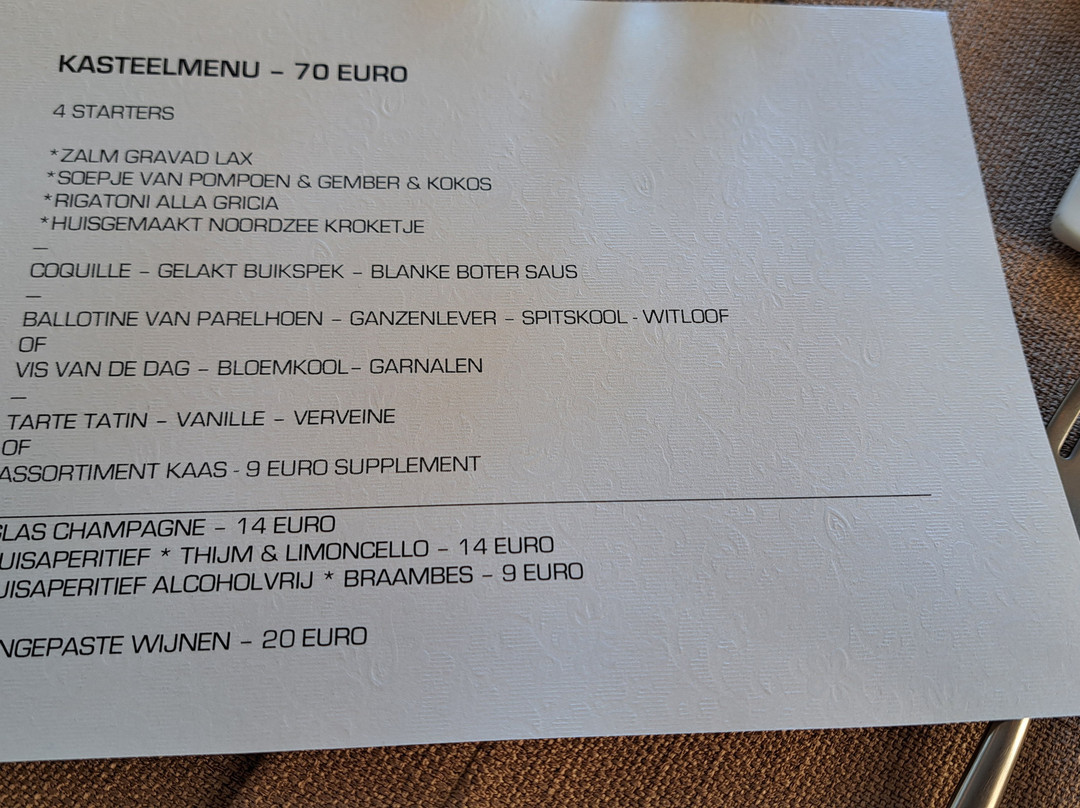 KASTEELMENU – 70 EURO
4 STARTERS
*ZALM GRAVAD LAX
*SOEPJE VAN POMPOEN & GEMBER & KOKOS
*RIGATONI ALLA GRICIA
*HUISGEMAAKT NOORDZEE KROKETJE
—
COQUILLE – GELAKT BUIKSPEK – BLANKE BOTER SAUS
—
BALLOTINE VAN PARELHOEN – GANZENLEVER – SPITSKOOL - WITLOOF
OF
VIS VAN DE DAG – BLOEMKOOL– GARNALEN
—
TARTE TATIN – VANILLE – VERVEINE
OF
ASSORTIMENT KAAS - 9 EURO SUPPLEMENT
GLAS CHAMPAGNE – 14 EURO
UISAPERITIEF * THIJM & LIMONCELLO – 14 EURO
UISAPERITIEF ALCOHOLVRIJ * BRAAMBES – 9 EURO
NGEPASTE WIJNEN – 20 EURO